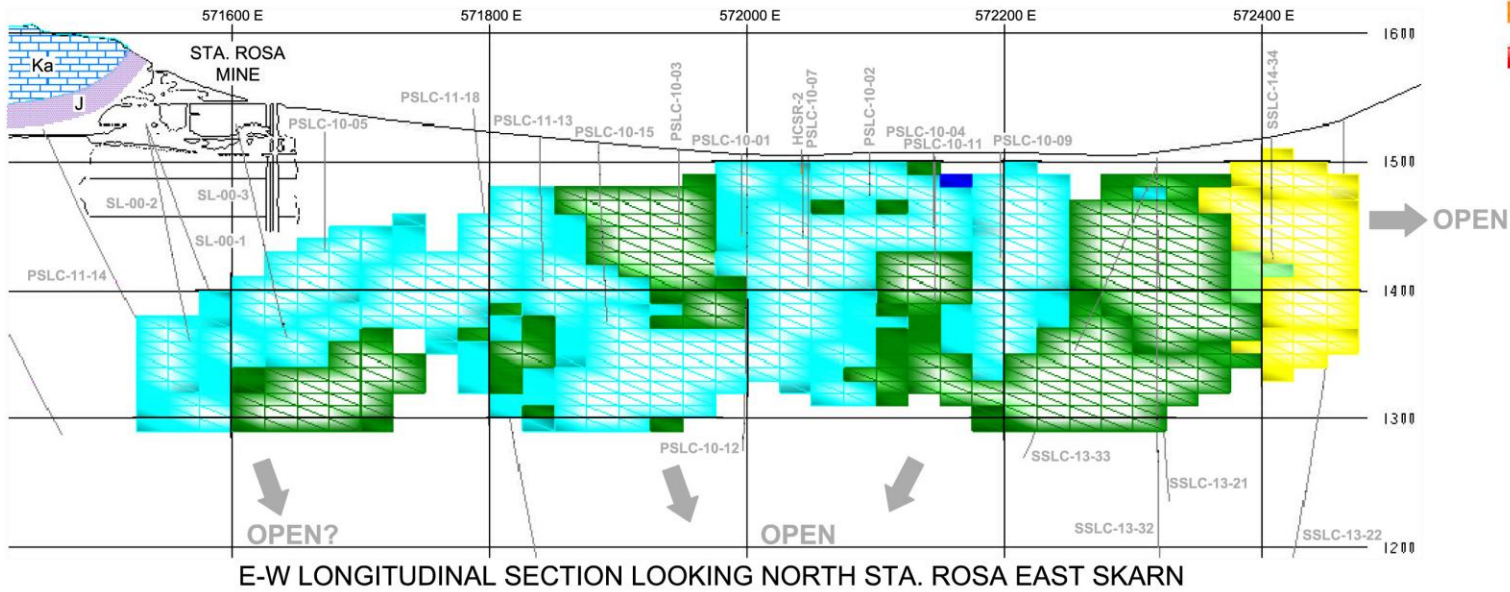 571600 E
571800 E
572000 E
572200 E
572400 E
1600
Ka
STA. ROSA
MINE
J
PSLC-10-05
PSLC-11-18
PSLC-11-13
PSLC-10-15
PSLC-10-03
PSLC-10-01
HCSR-2
PSLC-10-07
PSLC-10-02
PSLC-10-04
PSLC-10-11
PSLC-10-09
SSLC-14-34
1500
SL-00-2
SL-00-3
SL-00-1
OPEN
PSLC-11-14
1400
1300
PSLC-10-12
SSLC-13-33
SSLC-13-21
OPEN?
OPEN
SSLC-13-32
SSLC-13-22
1200
E-W LONGITUDINAL SECTION LOOKING NORTH STA. ROSA EAST SKARN